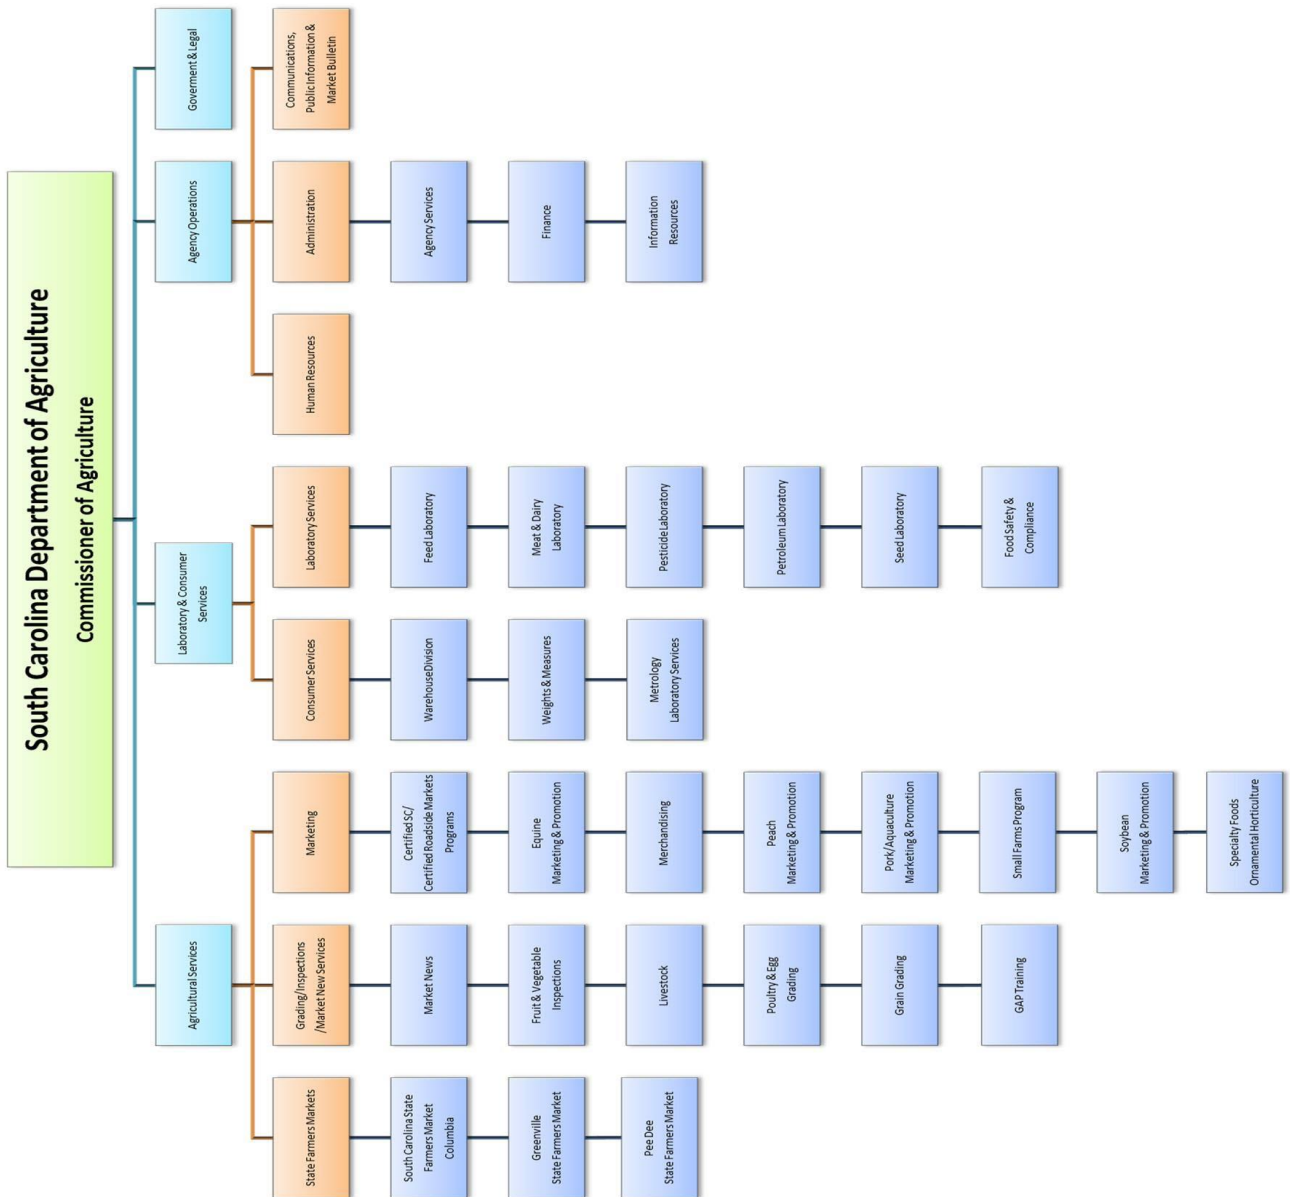 South Carolina Department of Agriculture
Commissioner of Agriculture
Agricultural Services
Laboratory & Consumer
Services
Agency Operations
Goverment & Legal
State Farmers Markets
Grading/Inspections
/Market New Services
Marketing
Consumer Services
Laboratory Services
Human Resources
Administration
Communications,
Public Information &
Market Bulletin
South Carolina State
Farmers Market
Columbia
Market News
Certified SC/
Certified Roadside Markets
Programs
Warehouse Division
Feed Laboratory
Agency Services
Greenville
State Farmers Market
Fruit & Vegetable
Inspections
Equine
Marketing & Promotion
Weights & Measures
Meat & Dairy
Laboratory
Finance
Pee Dee
State Farmers Market
Livestock
Merchandising
Metrology
Laboratory Services
Pesticide Laboratory
Information
Resources
Poultry & Egg
Grading
Peach
Marketing & Promotion
Petroleum Laboratory
Grain Grading
Pork/Aquaculture
Marketing & Promotion
Seed Laboratory
GAP Training
Small Farms Program
Food Safety &
Compliance
Soybean
Marketing & Promotion
Specialty Foods
Ornamental Horticulture